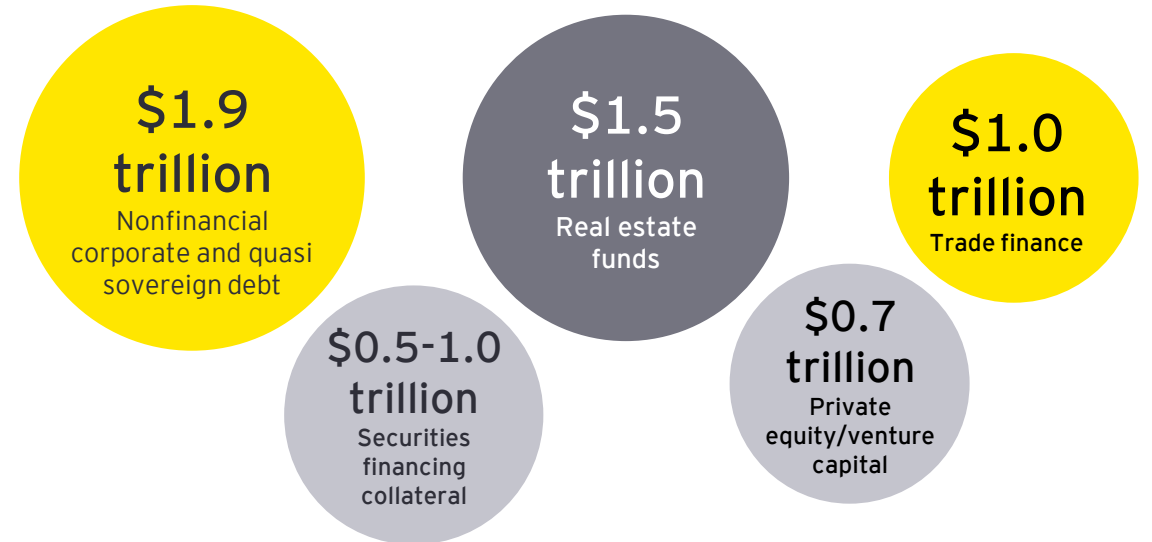 $1.9
trillion
Nonfinancial
corporate and quasi
sovereign debt
$0.5-1.0
trillion
Securities
financing
collateral
$1.5
trillion
Real estate
funds
$0.7
trillion
Private
equity/venture
capital
$1.0
trillion
Trade finance